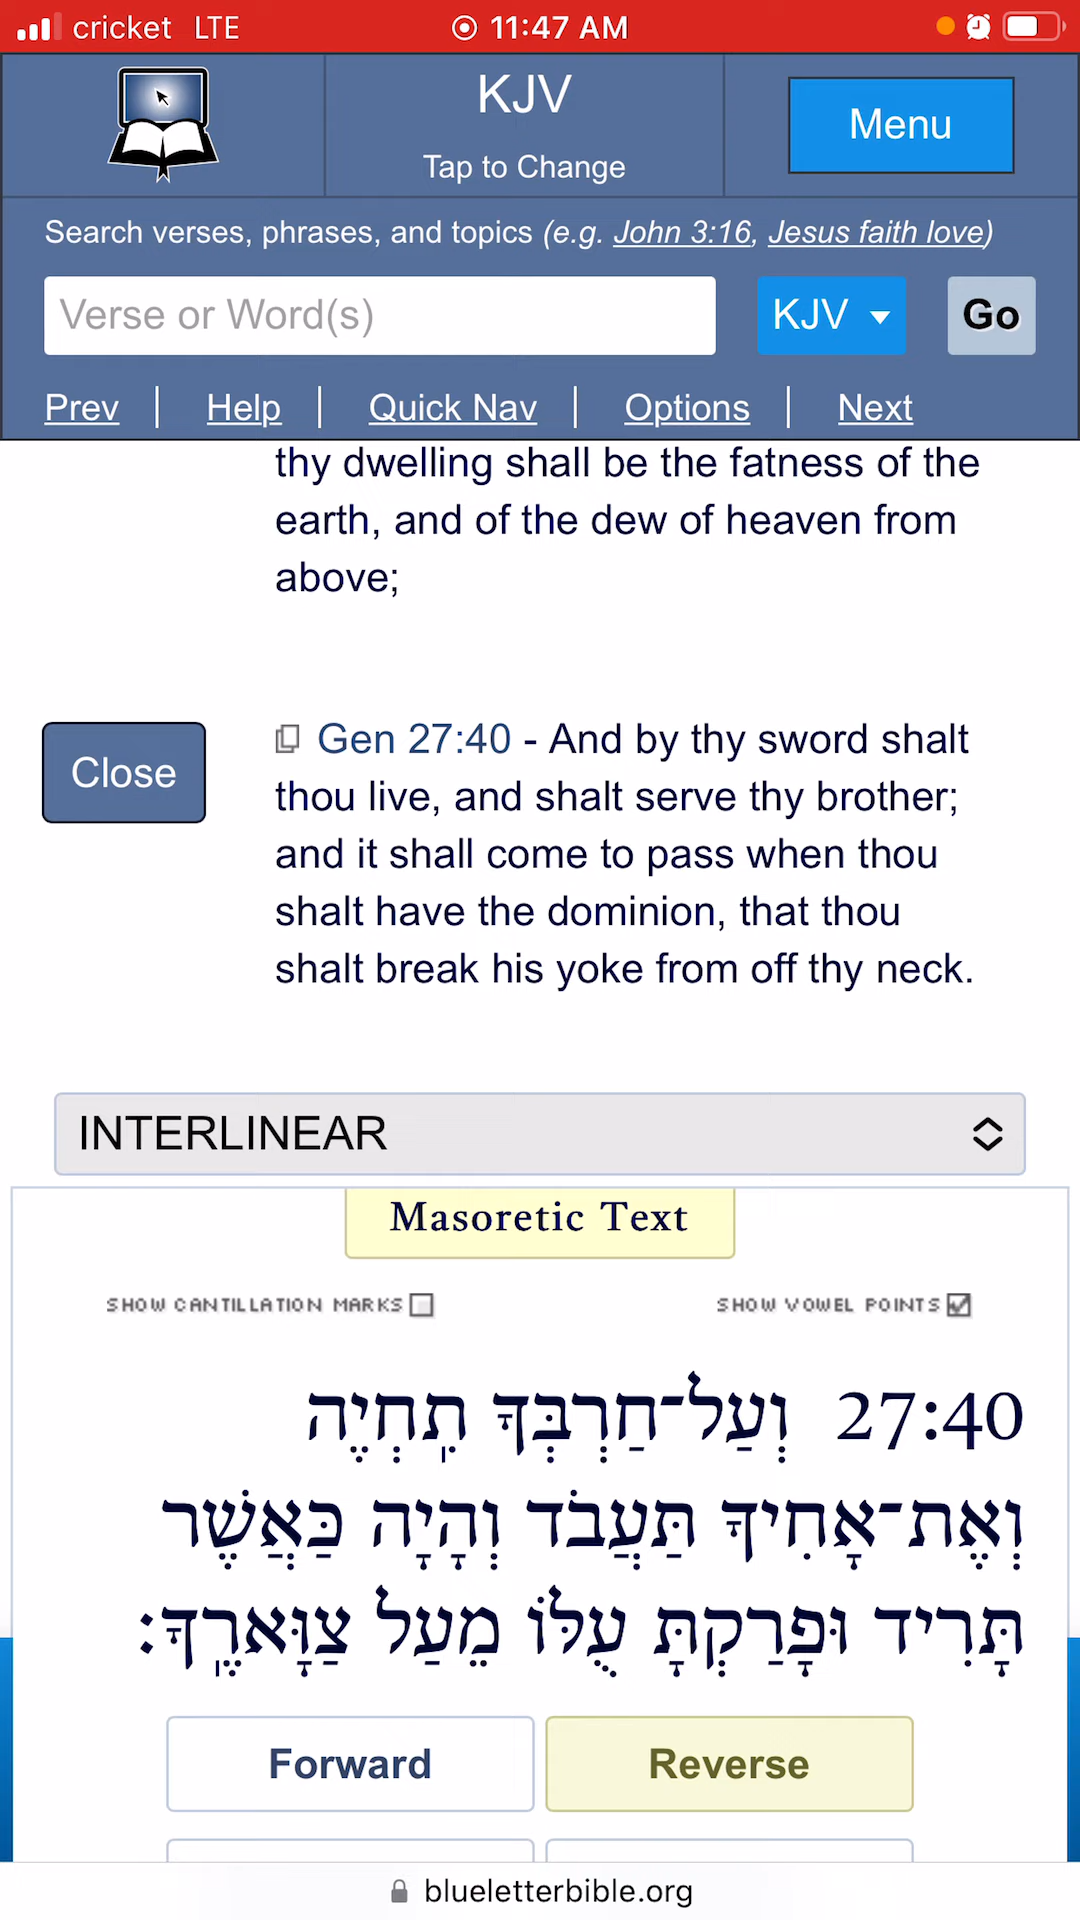 cricket LTE 11:47 AM
KJV
Tap to Change
Menu
Search verses, phrases, and topics (e.g. John 3:16, Jesus faith love)
Verse or Word(s)
KJV
Go
Prev | Help | Quick Nav | Options | Next
thy dwelling shall be the fatness of the
earth, and of the dew of heaven from
above;
Close
Gen 27:40 - And by thy sword shalt
thou live, and shalt serve thy brother;
and it shall come to pass when thou
shalt have the dominion, that thou
shalt break his yoke from off thy neck.
INTERLINEAR
Masoretic Text
SHOW CANTILLATION MARKS
SHOW VOWEL POINTS
27:40 וְעַל־חַרְבְּךָ תִֽחְיֶה
וְאֶת־אָחִיךָ תַּעֲבֹד וְהָיָה כַּאֲשֶׁר
תָּרִיד וּפָרַקְתָּ עֻלּוֹ מֵעַל צַוָּארֶֽךָ׃
Forward
Reverse
blueletterbible.org